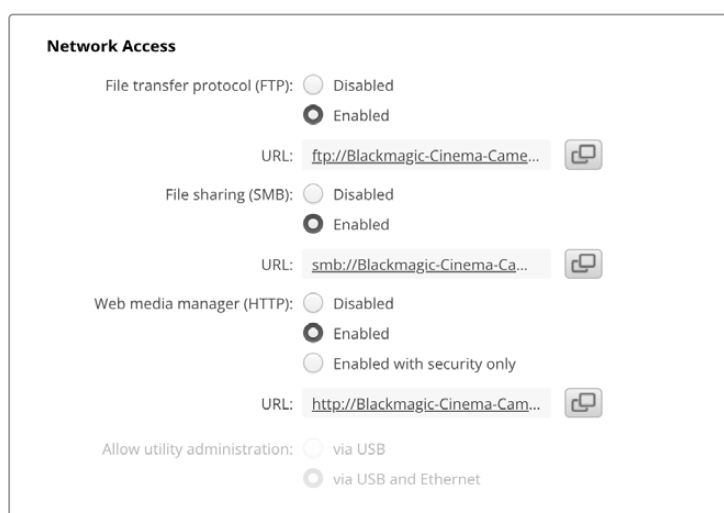 Network Access
File transfer protocol (FTP): Disabled
Enabled
URL: ftp://Blackmagic-Cinema-Came...
File sharing (SMB): Disabled
Enabled
URL: smb://Blackmagic-Cinema-Ca...
Web media manager (HTTP): Disabled
Enabled
Enabled with security only
URL: http://Blackmagic-Cinema-Cam...
Allow utility administration: via USB
via USB and Ethernet